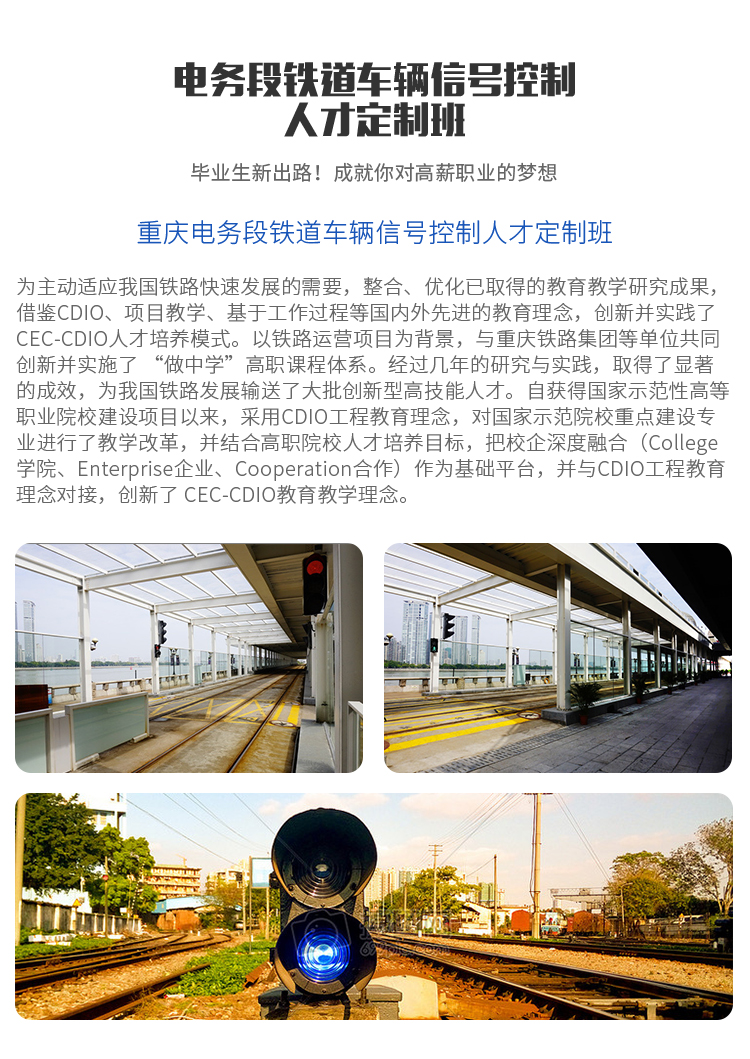 电务段铁道车辆信号控制
人才定制班
毕业生新出路！成就你对高薪职业的梦想
重庆电务段铁道车辆信号控制人才定制班
为主动适应我国铁路快速发展的需要，整合、优化已取得的教育教学研究成果，
借鉴CDIO、项目教学、基于工作过程等国内外先进的教育理念，创新并实践了
CEC-CDIO人才培养模式。以铁路运营项目为背景，与重庆铁路集团等单位共同
创新并实施了 “做中学”高职课程体系。经过几年的研究与实践，取得了显著
的成效，为我国铁路发展输送了大批创新型高技能人才。自获得国家示范性高等
职业院校建设项目以来，采用CDIO工程教育理念，对国家示范院校重点建设专
业进行了教学改革，并结合高职院校人才培养目标，把校企深度融合（College
学院、Enterprise企业、Cooperation合作）作为基础平台，并与CDIO工程教育
理念对接，创新了 CEC-CDIO教育教学理念。